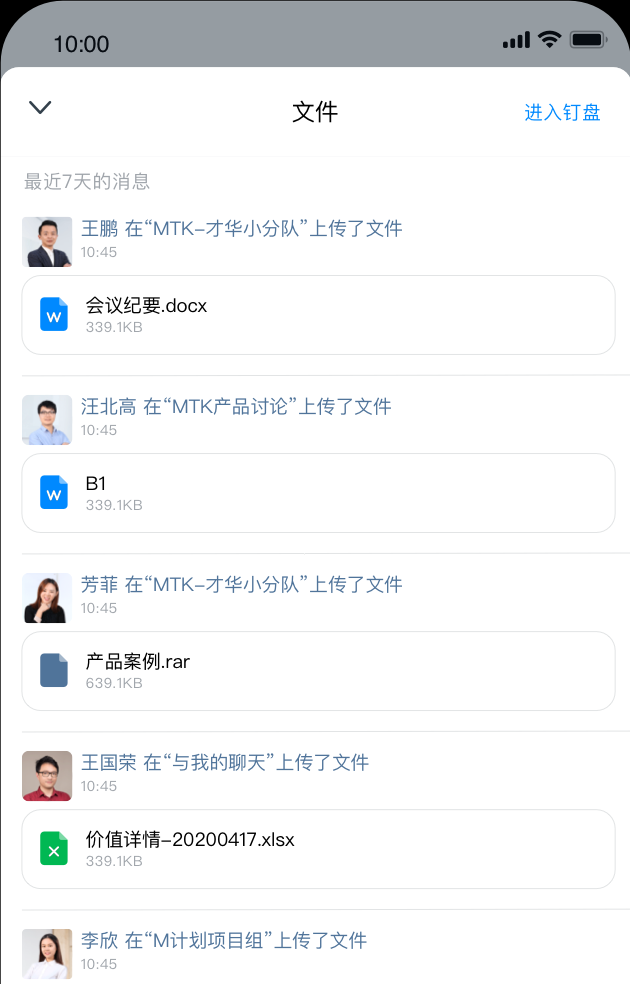 10:00
文件
进入钉盘
最近7天的消息
王鹏 在“MTK-才华小分队”上传了文件
10:45
会议纪要.docx
339.1KB
汪北高 在“MTK产品讨论”上传了文件
10:45
B1
339.1KB
芳菲 在“MTK-才华小分队”上传了文件
10:45
产品案例.rar
639.1KB
王国荣 在“与我的聊天”上传了文件
10:45
价值详情-20200417.xlsx
339.1KB
李欣 在“M计划项目组”上传了文件
10:45